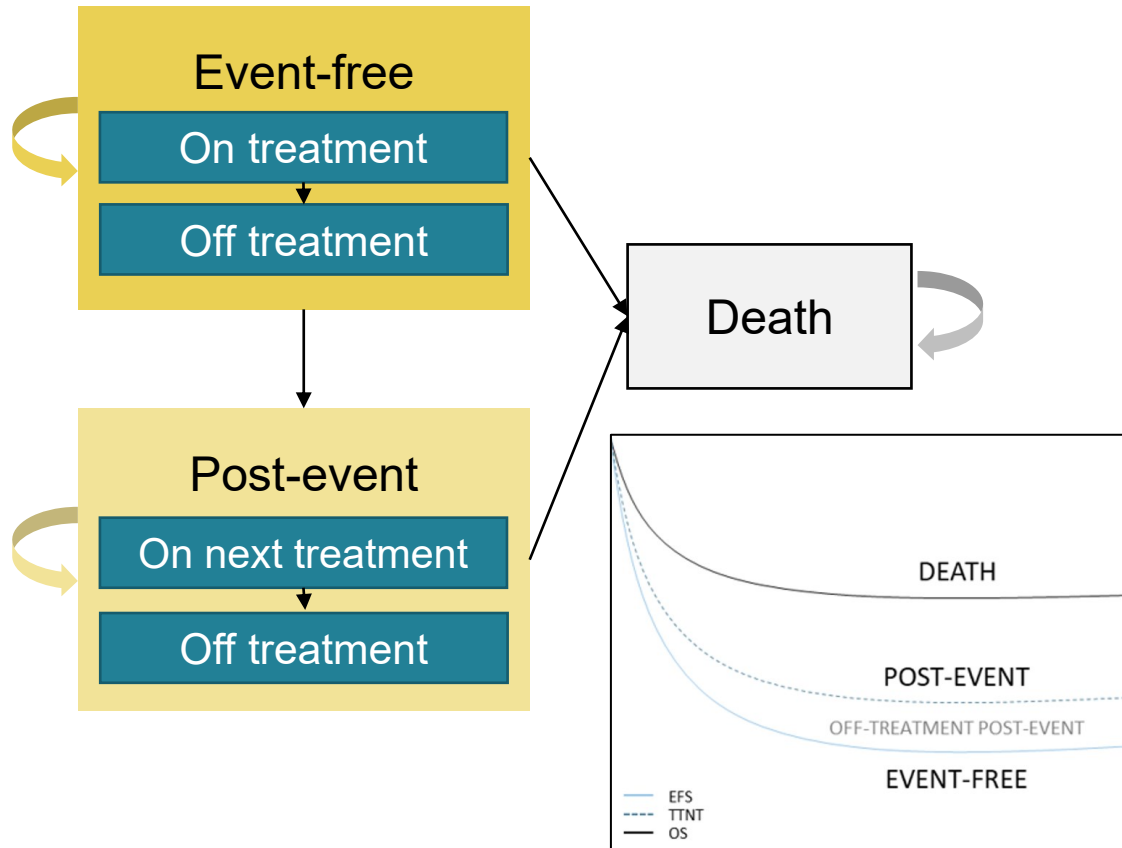 Event-free
On treatment
Off treatment
Death
Post-event
On next treatment
Off treatment
DEATH
POST-EVENT
OFF-TREATMENT POST-EVENT
EVENT-FREE
EFS
TTNT
OS